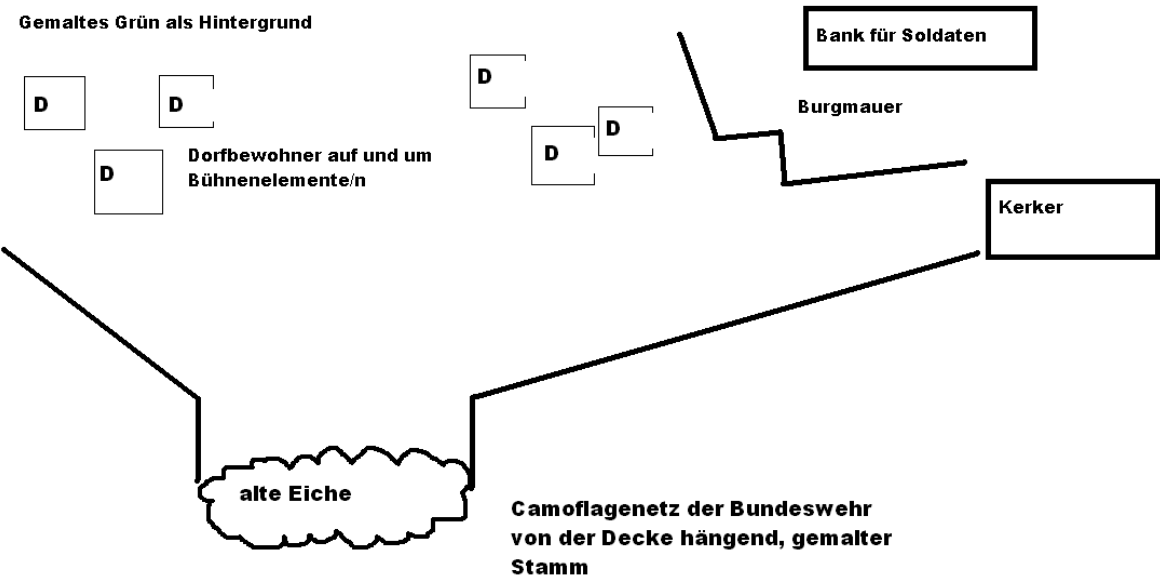 Gemaltes Grün als Hintergrund
Bank für Soldaten
D
D
D
D
D
D
Burgmauer
Dorfbewohner auf und um
Bühnenelemente/n
Kerker
alte Eiche
Camoflagenetz der Bundeswehr
von der Decke hängend, gemalter
Stamm